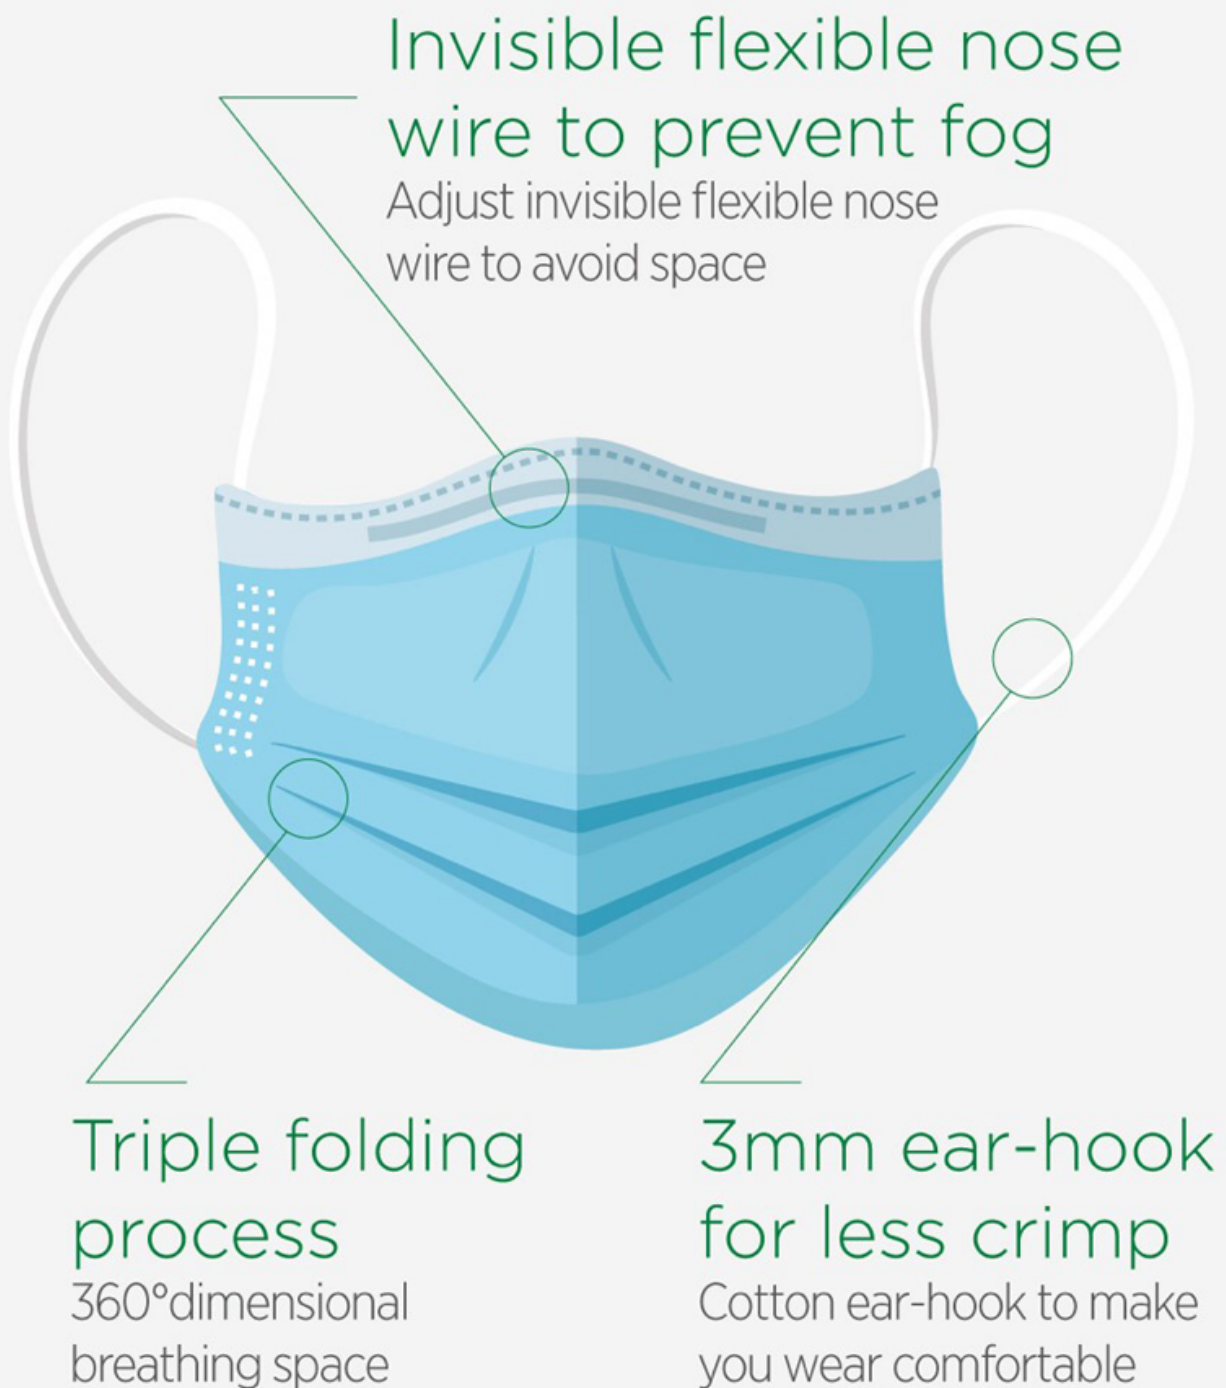 Invisible flexible nose
wire to prevent fog
Adjust invisible flexible nose
wire to avoid space
Triple folding
process
360°dimensional
breathing space
3mm ear-hook
for less crimp
Cotton ear-hook to make
you wear comfortable